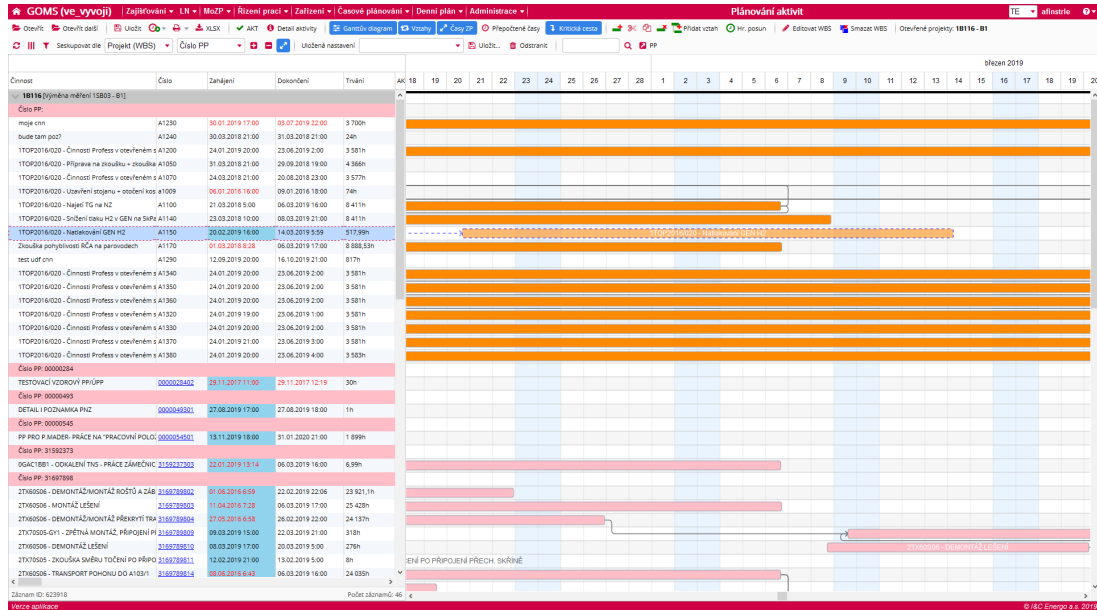 GOMS (ve_vyvoji) Zajišťování LN MoZP Řízení prací Zařízení Časové plánování Denní plán Administrace Plánování aktivit TE afinstrle
Otevřít Otevřít další Uložit XLSX AKT Detail aktivity Ganttův diagram Vztahy Časy ZP Přepočtené časy Kritická cesta Přidat vztah Hr. posun Editovat WBS Smazat WBS Otevřené projekty: 1B116 - B1
Seskupovat dle Projekt (WBS) Číslo PP Uložená nastavení Uložit... Odstranit PP
březen 2019
Činnost Číslo Zahájení Dokončení Trvání AK 18 19 20 21 22 23 24 25 26 27 28 1 2 3 4 5 6 7 8 9 10 11 12 13 14 15 16 17 18 19 20
1B116 [Výměna měření 1SB03 - B1]
Číslo PP:
moje cnn A1230 30.01.2019 17:00 03.07.2019 22:00 3 700h
bude tam poz? A1240 30.03.2018 21:00 31.03.2018 21:00 24h
1TOP2016/020 - Činnosti Profess v otevřeném s A1200 24.01.2019 20:00 23.06.2019 2:00 3 581h
1TOP2016/020 - Příprava na zkoušku + zkouška A1050 31.03.2018 21:00 29.09.2018 19:00 4 366h
1TOP2016/020 - Činnosti Profess v otevřeném s A1070 24.03.2018 21:00 20.08.2018 23:00 3 577h
1TOP2016/020 - Uzavření stojanu + otočení kos a1009 06.01.2016 16:00 09.01.2016 18:00 74h
1TOP2016/020 - Najetí TG na NZ A1100 21.03.2018 5:00 06.03.2019 16:00 8 411h
1TOP2016/020 - Snížení tlaku H2 v GEN na 5kPa A1140 23.03.2018 10:00 08.03.2019 21:00 8 411h
1TOP2016/020 - Natlakování GEN H2 A1150 20.02.2019 16:00 14.03.2019 5:59 517,99h 1TOP2016/020 - Natlakování GEN H2
Zkouška pohyblivosti RČA na parovodech A1170 01.03.2018 8:28 06.03.2019 17:00 8 888,53h
test udf cnn A1290 12.09.2019 20:00 16.10.2019 21:00 817h
1TOP2016/020 - Činnosti Profess v otevřeném s A1340 24.01.2019 20:00 23.06.2019 2:00 3 581h
1TOP2016/020 - Činnosti Profess v otevřeném s A1350 24.01.2019 20:00 23.06.2019 2:00 3 581h
1TOP2016/020 - Činnosti Profess v otevřeném s A1360 24.01.2019 20:00 23.06.2019 2:00 3 581h
1TOP2016/020 - Činnosti Profess v otevřeném s A1320 24.01.2019 19:00 23.06.2019 1:00 3 581h
1TOP2016/020 - Činnosti Profess v otevřeném s A1330 24.01.2019 20:00 23.06.2019 2:00 3 581h
1TOP2016/020 - Činnosti Profess v otevřeném s A1370 24.01.2019 21:00 23.06.2019 3:00 3 581h
1TOP2016/020 - Činnosti Profess v otevřeném s A1380 24.01.2019 20:00 23.06.2019 4:00 3 583h
Číslo PP: 00000284
TESTOVACÍ VZOROVÝ PP/ÚPP 0000028402 29.11.2017 11:00 29.11.2017 12:19 30h
Číslo PP: 00000493
DETAIL I POZNAMKA PNZ 0000049301 27.08.2019 17:00 27.08.2019 18:00 1h
Číslo PP: 00000545
PP PRO P.MADER- PRÁCE NA "PRACOVNÍ POLO 0000054501 13.11.2019 18:00 31.01.2020 21:00 1 899h
Číslo PP: 31592373
0GAC1BB1 - ODKALENÍ TNS - PRÁCE ZÁMEČNIC 3159237303 22.01.2019 13:14 06.03.2019 16:00 6,99h
Číslo PP: 31697898
2TX60S06 - DEMONTÁŽ/MONTÁŽ ROŠTŮ A ZÁB 3169789802 01.06.2016 6:59 22.02.2019 22:06 23 921,1h
2TX60S06 - MONTÁŽ LEŠENÍ 3169789803 11.04.2016 7:28 06.03.2019 17:00 25 428h
2TX60S06 - DEMONTÁŽ/MONTÁŽ PŘEKRYTÍ TRA 3169789804 27.05.2016 6:58 26.02.2019 22:00 24 137h
2TX70S05-GY1 - ZPĚTNÁ MONTÁŽ, PŘIPOJENÍ P 3169789809 09.03.2019 15:00 22.03.2019 21:00 318h
2TX60S06 - DEMONTÁŽ LEŠENÍ 3169789810 08.03.2019 17:00 20.03.2019 5:00 276h 2TX60S06 - DEMONTÁŽ LEŠENÍ
2TX70S05 - ZKOUŠKA SMĚRU TOČENÍ PO PŘIPO 3169789811 12.02.2019 21:00 13.02.2019 5:00 8h ENÍ PO PŘIPOJENÍ PŘECH. SKŘÍNĚ
2TX60S06 - TRANSPORT POHONU DO A103/1 3169789814 08.06.2016 6:43 06.03.2019 16:00 24 035h
Záznam ID: 623918 Počet záznamů: 46
Verze aplikace © I&C Energo a.s. 2019